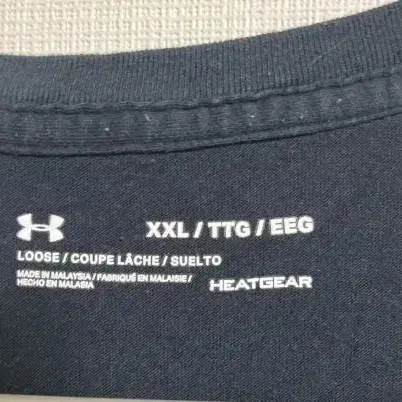 XXL / TTG / EEG
LOOSE / COUPE LÂCHE / SUELTO
MADE IN MALAYSIA / FABRIQUÉ EN MALAISIE /
HECHO EN MALASIA
HEATGEAR